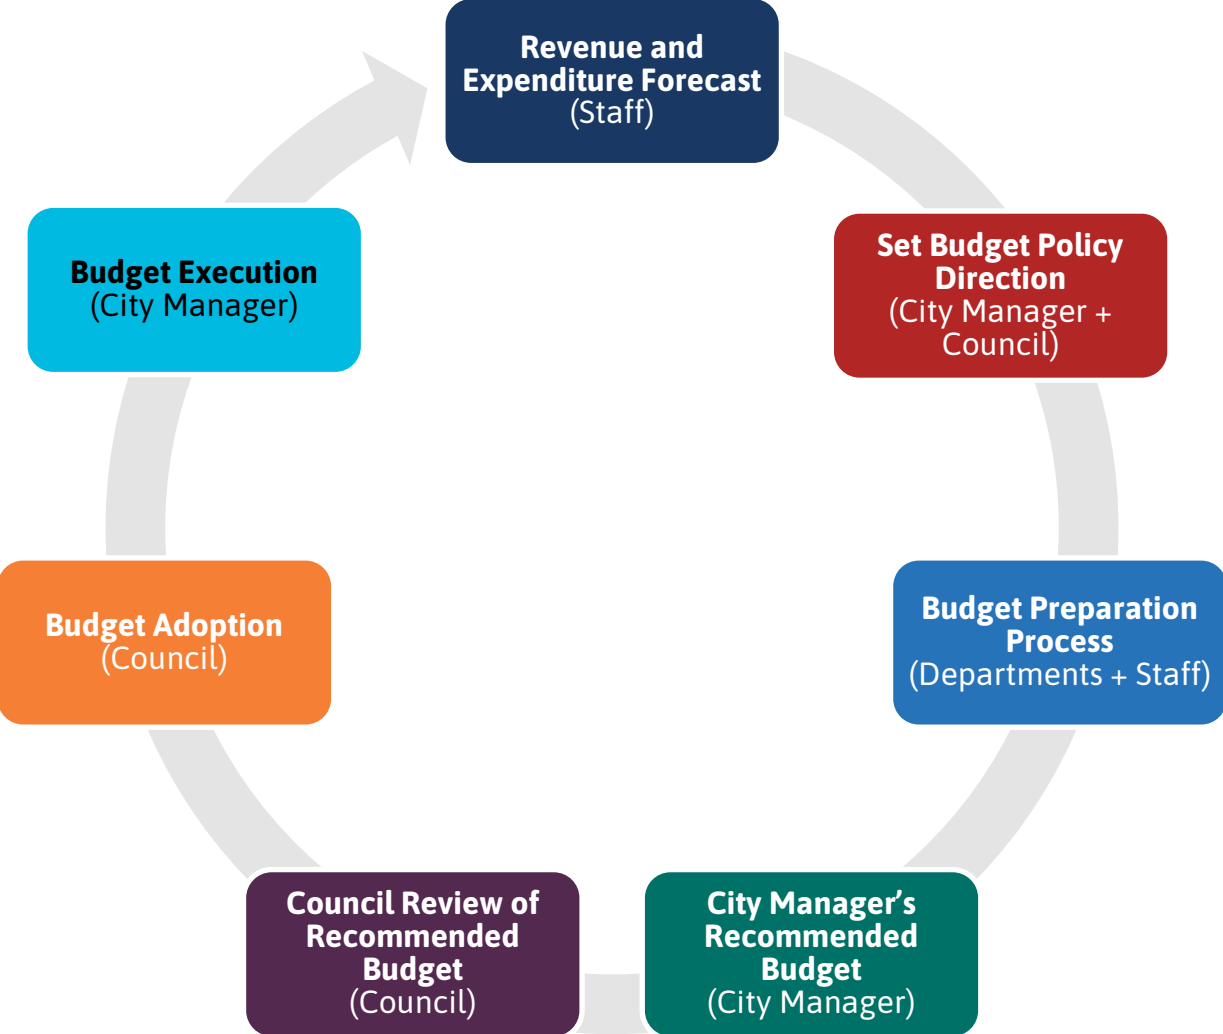 Revenue and
Expenditure Forecast
(Staff)
Set Budget Policy
Direction
(City Manager +
Council)
Budget Preparation
Process
(Departments + Staff)
City Manager’s
Recommended
Budget
(City Manager)
Council Review of
Recommended
Budget
(Council)
Budget Adoption
(Council)
Budget Execution
(City Manager)